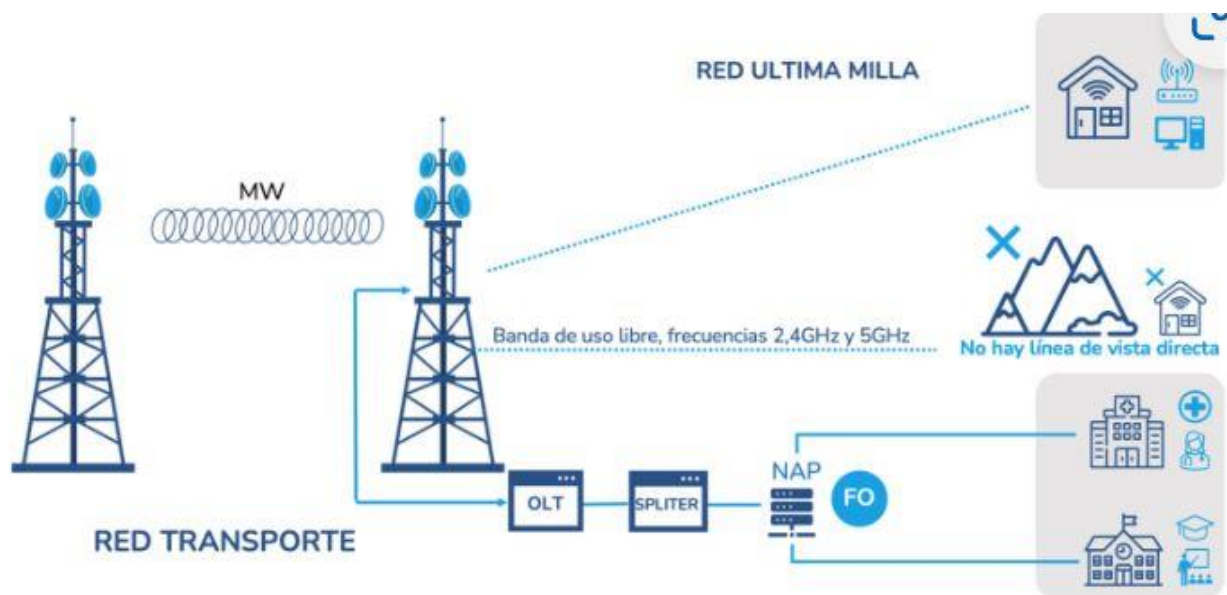 RED ULTIMA MILLA
MW
Banda de uso libre, frecuencias 2,4GHz y 5GHz
No hay línea de vista directa
OLT
SPLITER
NAP
FO
RED TRANSPORTE